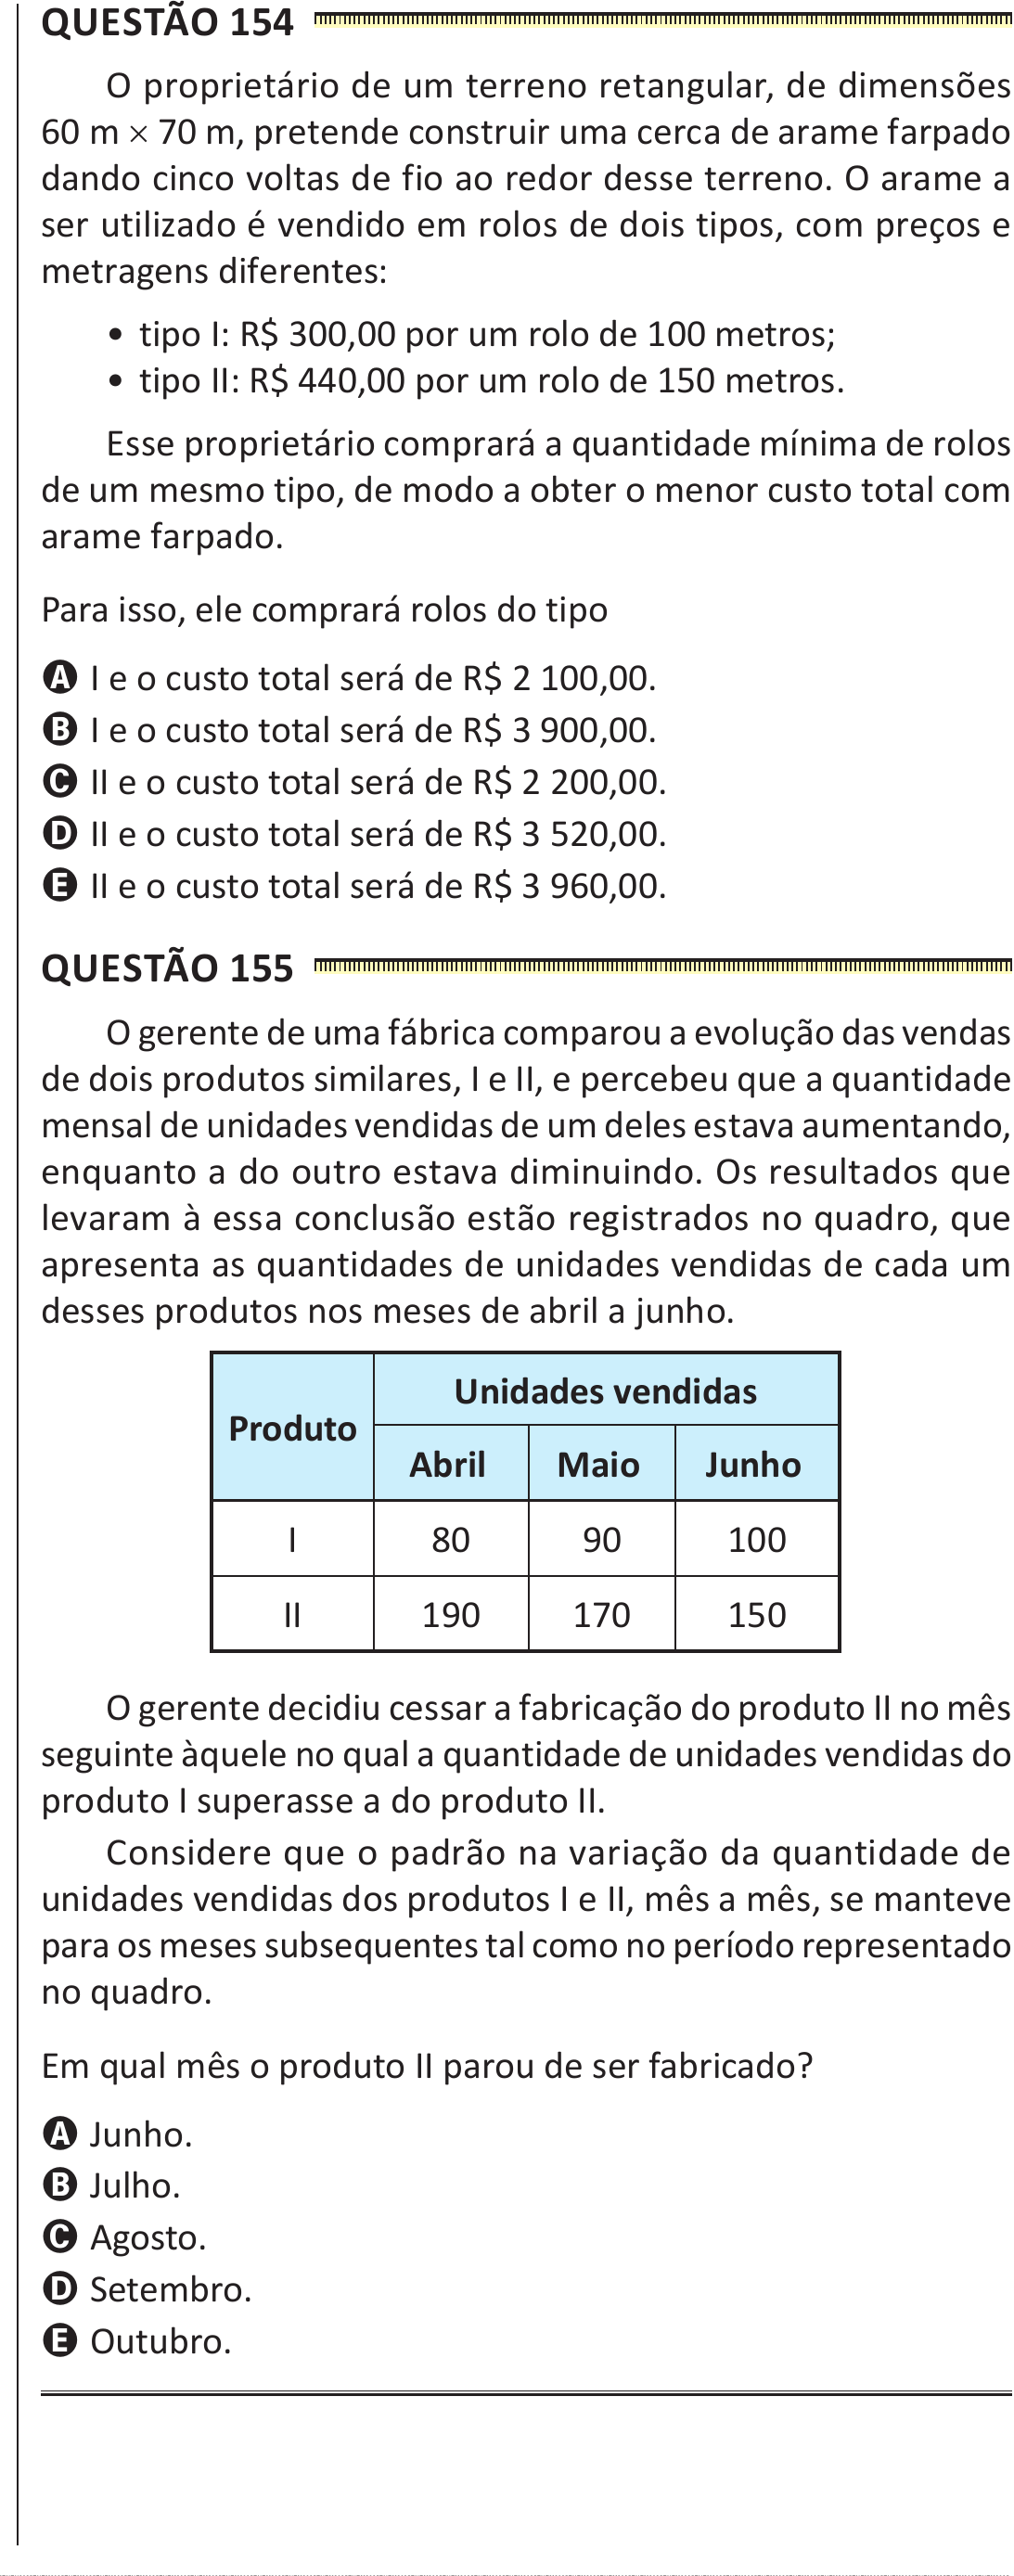 QUESTÃO 154
O proprietário de um terreno retangular, de dimensões
60 m × 70 m, pretende construir uma cerca de arame farpado
dando cinco voltas de fio ao redor desse terreno. O arame a
ser utilizado é vendido em rolos de dois tipos, com preços e
metragens diferentes:
• tipo I: R$ 300,00 por um rolo de 100 metros;
• tipo II: R$ 440,00 por um rolo de 150 metros.
Esse proprietário comprará a quantidade mínima de rolos
de um mesmo tipo, de modo a obter o menor custo total com
arame farpado.
Para isso, ele comprará rolos do tipo
A I e o custo total será de R$ 2 100,00.
B I e o custo total será de R$ 3 900,00.
C II e o custo total será de R$ 2 200,00.
D II e o custo total será de R$ 3 520,00.
E II e o custo total será de R$ 3 960,00.
QUESTÃO 155
O gerente de uma fábrica comparou a evolução das vendas
de dois produtos similares, I e II, e percebeu que a quantidade
mensal de unidades vendidas de um deles estava aumentando,
enquanto a do outro estava diminuindo. Os resultados que
levaram à essa conclusão estão registrados no quadro, que
apresenta as quantidades de unidades vendidas de cada um
desses produtos nos meses de abril a junho.
Produto Unidades vendidas
Abril Maio Junho
I 80 90 100
II 190 170 150
O gerente decidiu cessar a fabricação do produto II no mês
seguinte àquele no qual a quantidade de unidades vendidas do
produto I superasse a do produto II.
Considere que o padrão na variação da quantidade de
unidades vendidas dos produtos I e II, mês a mês, se manteve
para os meses subsequentes tal como no período representado
no quadro.
Em qual mês o produto II parou de ser fabricado?
A Junho.
B Julho.
C Agosto.
D Setembro.
E Outubro.